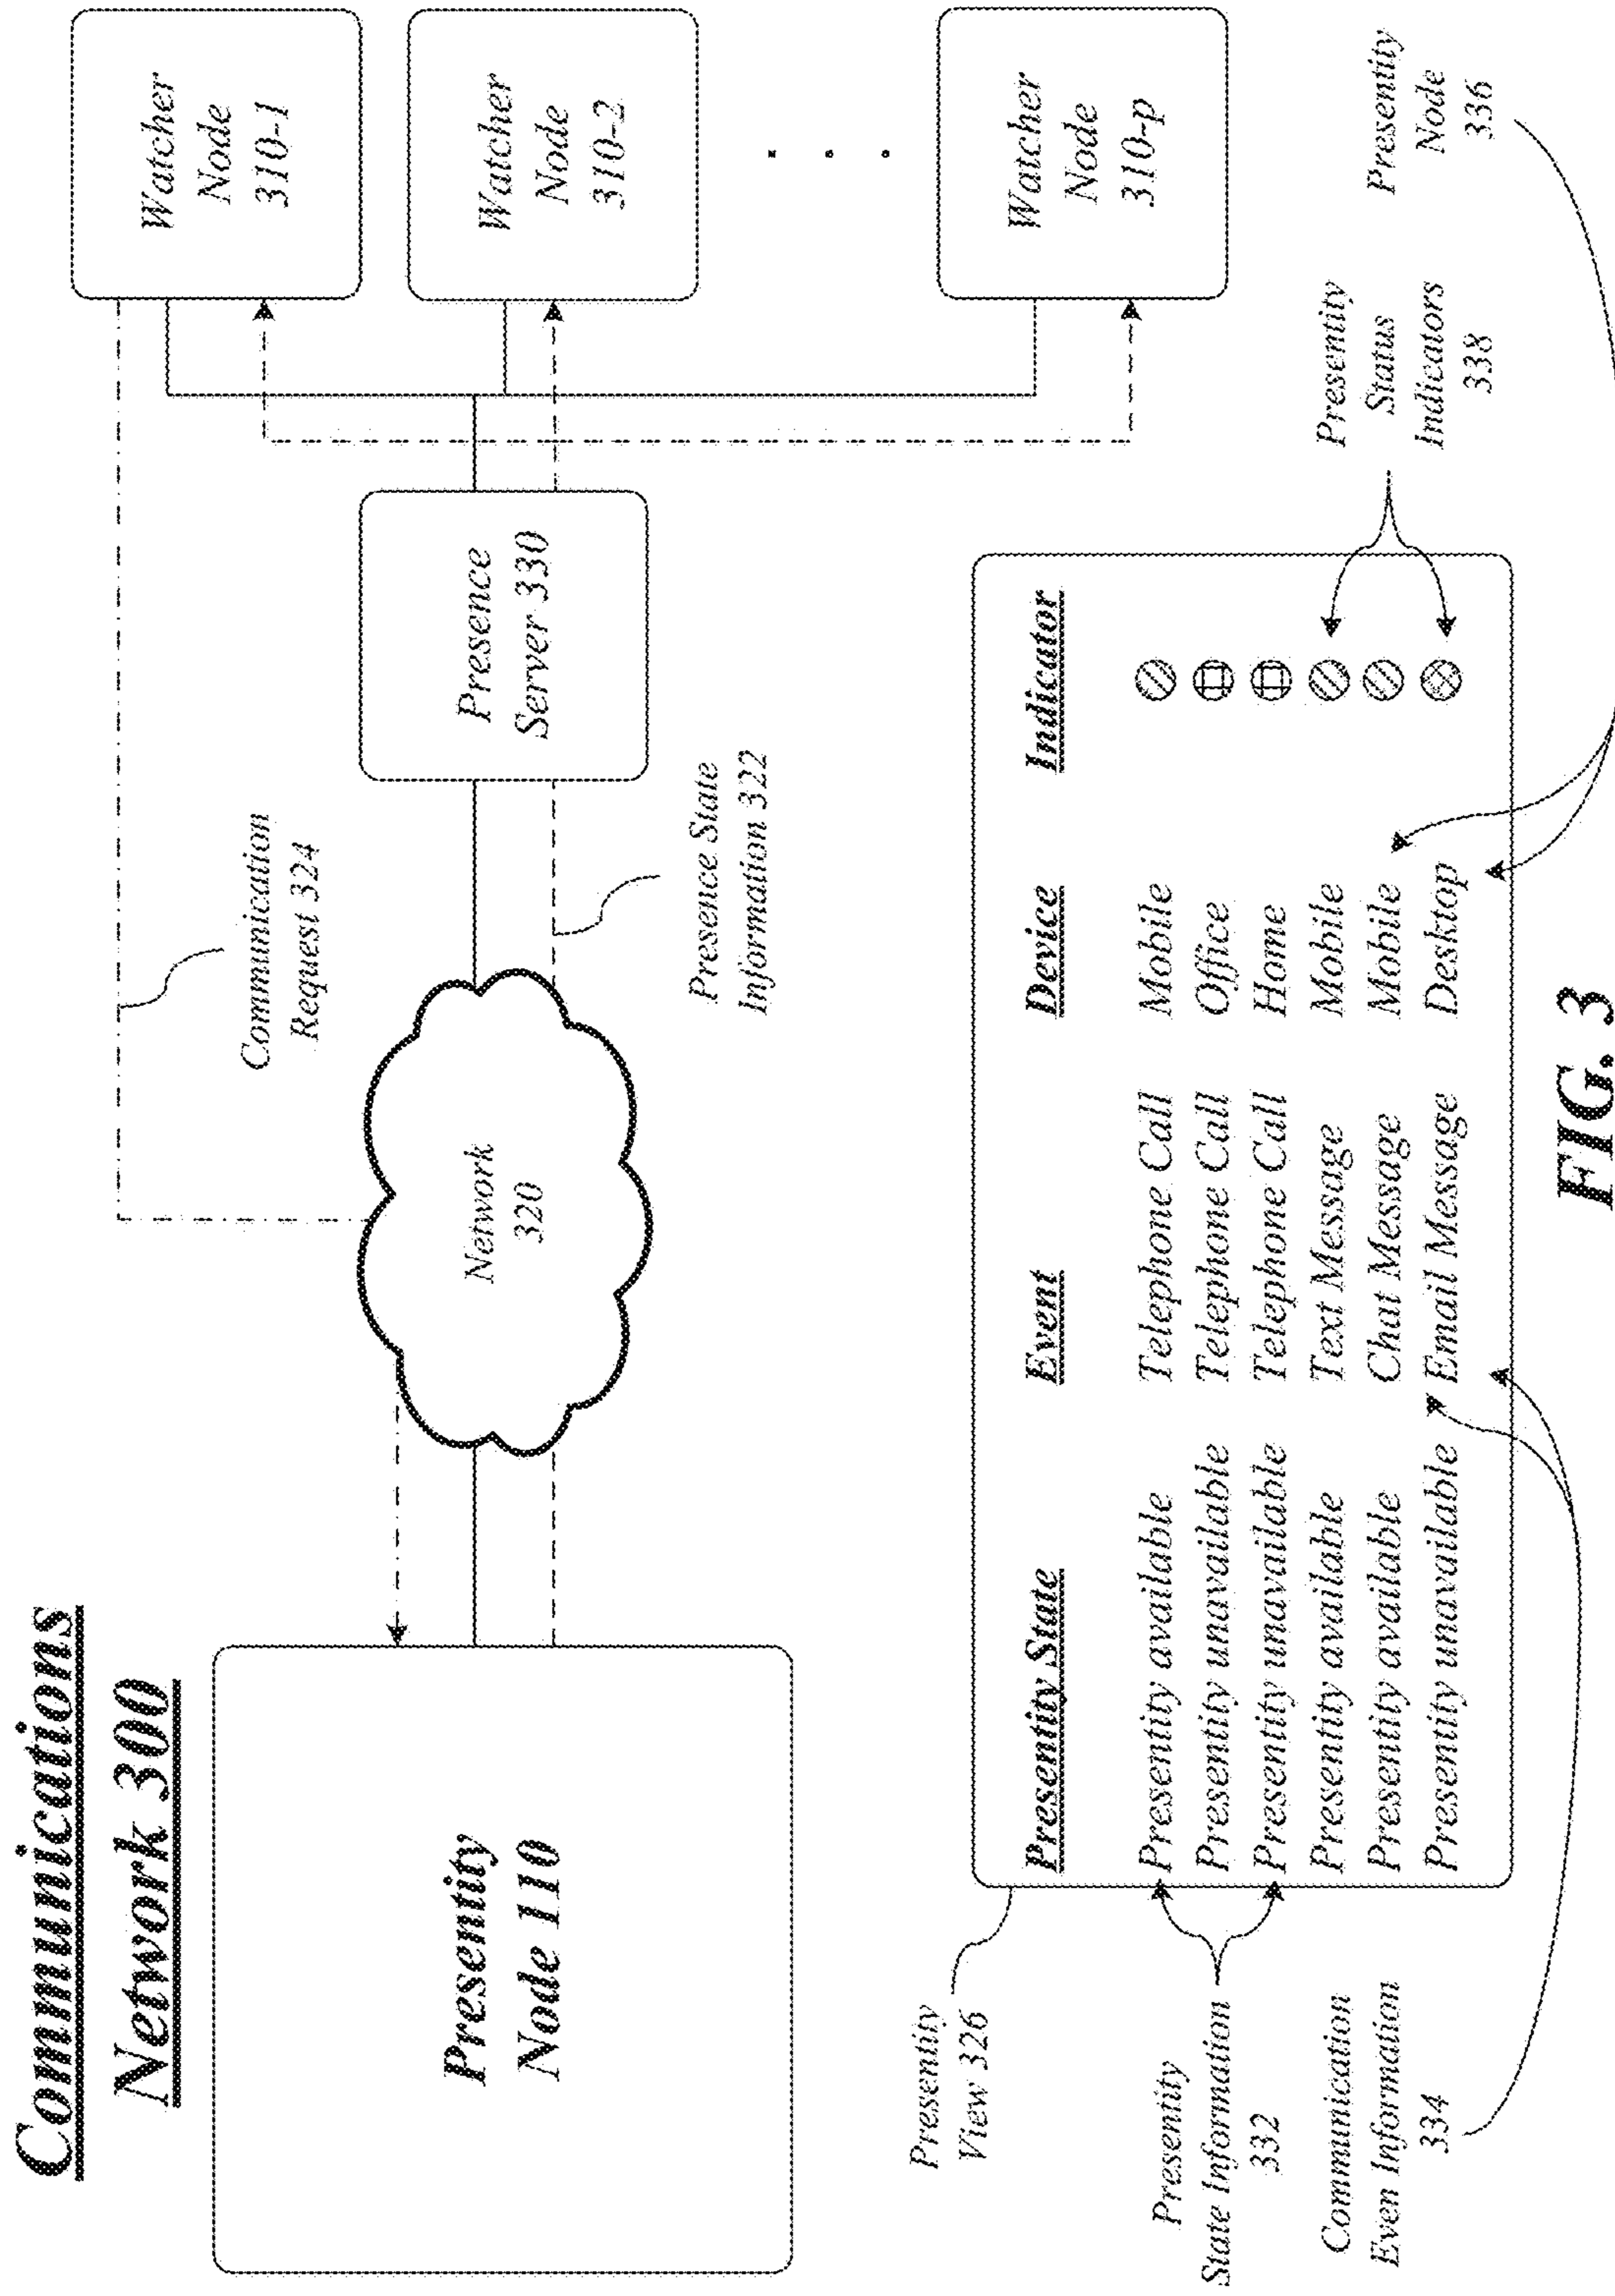 Communications
Network 300
Presentity
Node 110
Network
320
Communication
Request 324
Presence State
Information 322
Presence
Server 330
Watcher
Node
310-1
Watcher
Node
310-2
Watcher
Node
310-p
Presentity
View 326
Presentity
State Information
332
Communication
Even Information
334
Presentity State Event Device Indicator
Presentity available Telephone Call Mobile
Presentity unavailable Telephone Call Office
Presentity unavailable Telephone Call Home
Presentity available Text Message Mobile
Presentity available Chat Message Mobile
Presentity unavailable Email Message Desktop
Presentity
Status
Indicators
338
Presentity
Node
336
FIG. 3